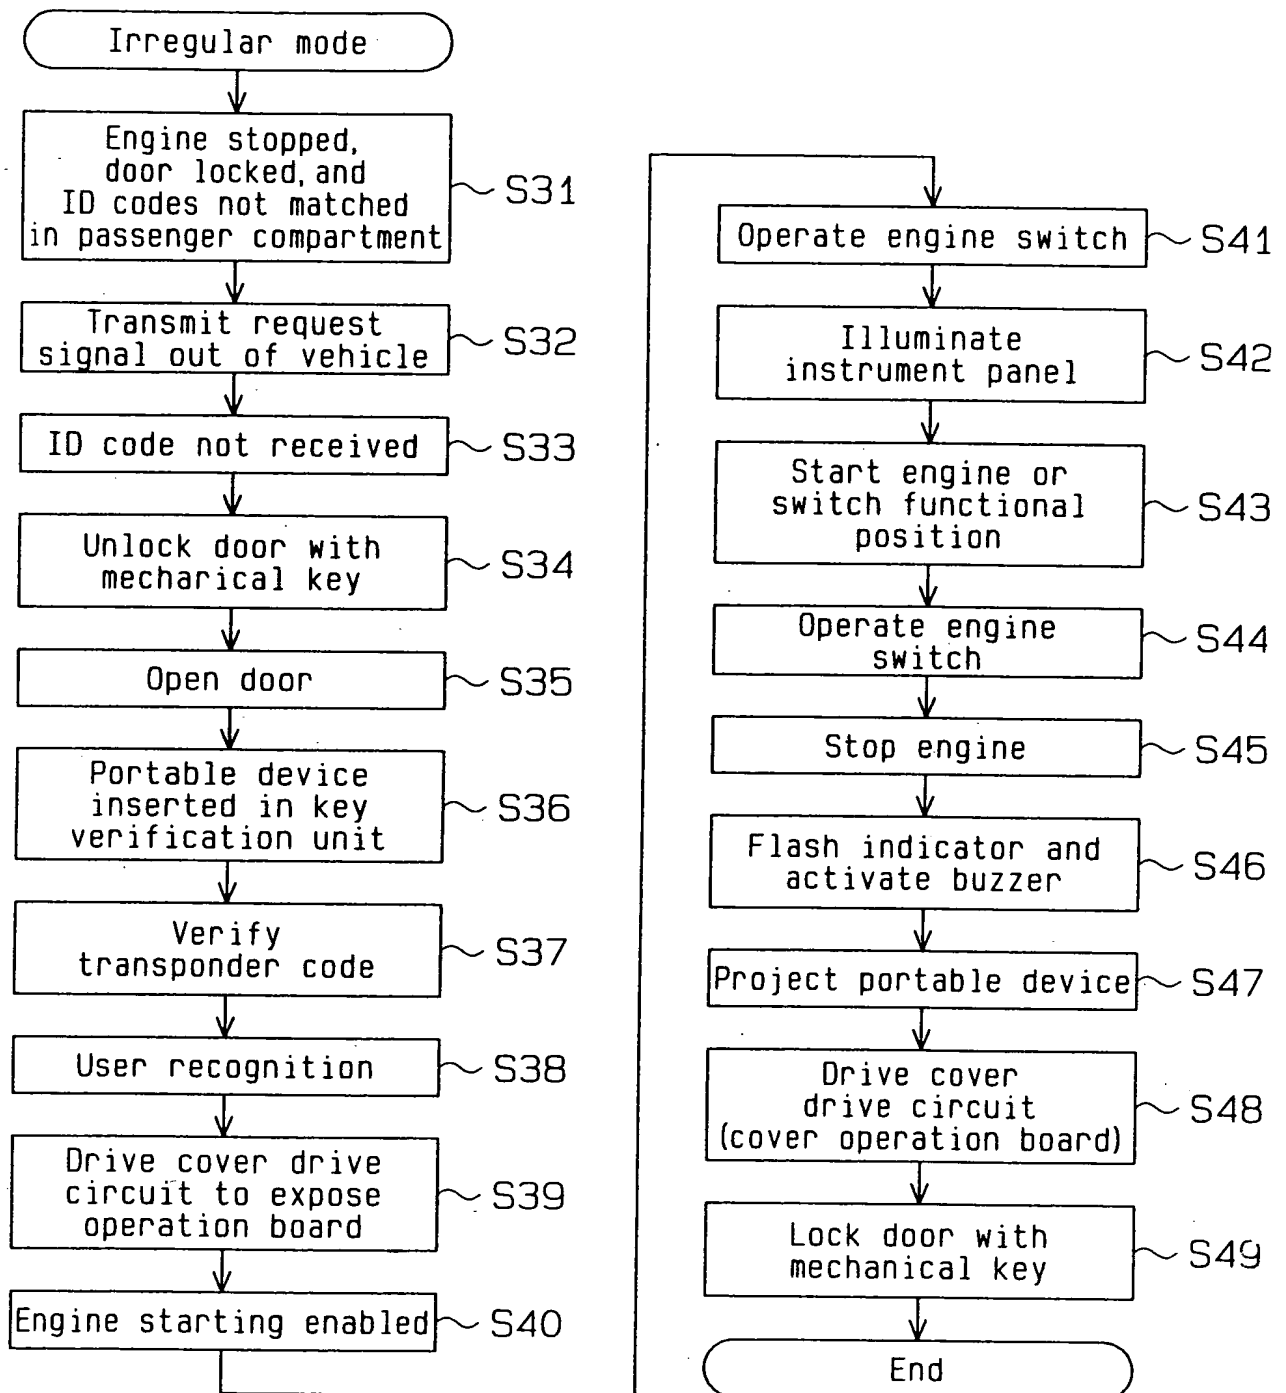 Irregular mode
Engine stopped,
door locked, and
ID codes not matched
in passenger compartment
S31
Transmit request
signal out of vehicle
S32
ID code not received
S33
Unlock door with
mecharical key
S34
Open door
S35
Portable device
inserted in key
verification unit
S36
Verify
transponder code
S37
User recognition
S38
Drive cover drive
circuit to expose
operation board
S39
Engine starting enabled
S40
Operate engine switch
S41
Illuminate
instrument panel
S42
Start engine or
switch functional
position
S43
Operate engine
switch
S44
Stop engine
S45
Flash indicator and
activate buzzer
S46
Project portable device
S47
Drive cover
drive circuit
(cover operation board)
S48
Lock door with
mechanical key
S49
End